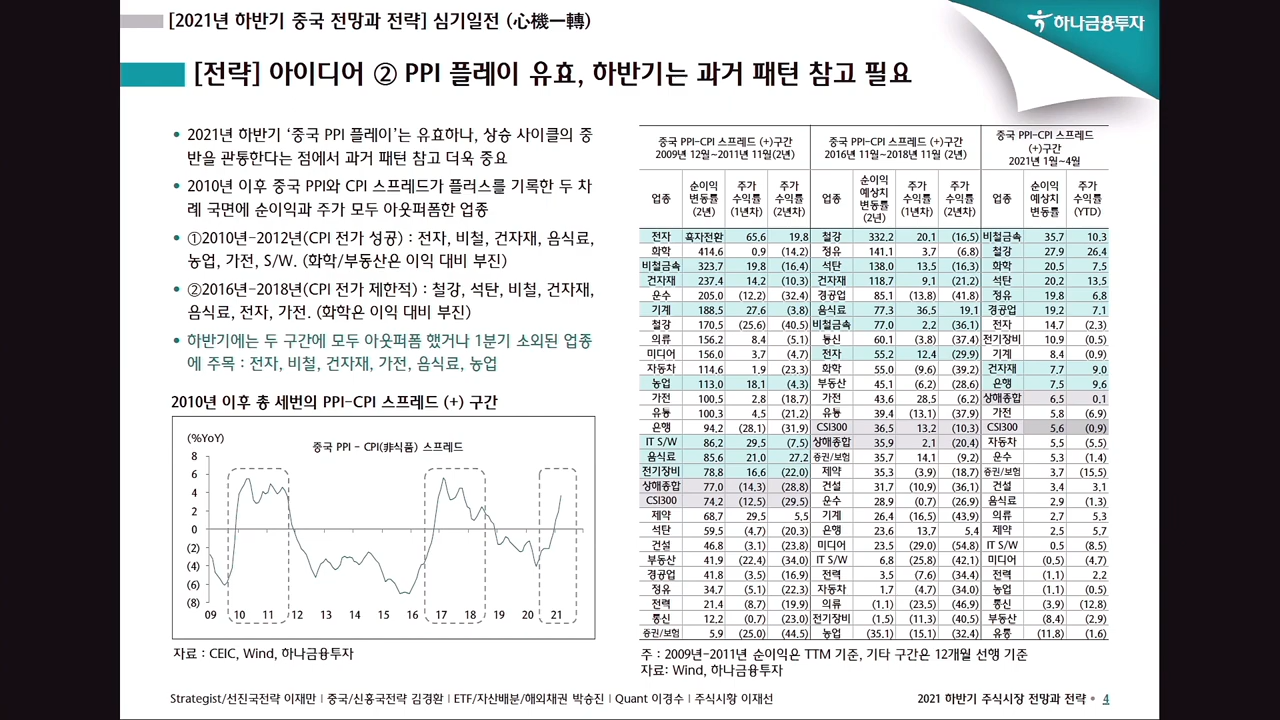 [2021년 하반기 중국 전망과 전략] 심기일전 (心機一轉)
하나금융투자
[전략] 아이디어 ② PPI 플레이 유효, 하반기는 과거 패턴 참고 필요
• 2021년 하반기 ‘중국 PPI 플레이’는 유효하나, 상승 사이클의 중
반을 관통한다는 점에서 과거 패턴 참고 더욱 중요
• 2010년 이후 중국 PPI와 CPI 스프레드가 플러스를 기록한 두 차
례 국면에 순이익과 주가 모두 아웃퍼폼한 업종
• ①2010년-2012년(CPI 전가 성공) : 전자, 비철, 건자재, 음식료,
농업, 가전, S/W. (화학/부동산은 이익 대비 부진)
• ②2016년-2018년(CPI 전가 제한적) : 철강, 석탄, 비철, 건자재,
음식료, 전자, 가전. (화학은 이익 대비 부진)
• 하반기에는 두 구간에 모두 아웃퍼폼 했거나 1분기 소외된 업종
에 주목 : 전자, 비철, 건자재, 가전, 음식료, 농업
2010년 이후 총 세번의 PPI-CPI 스프레드 (+) 구간
(%YoY)
중국 PPI - CPI(非식품) 스프레드
8
6
4
2
0
(2)
(4)
(6)
(8)
09 10 11 12 13 14 15 16 17 18 19 20 21
자료 : CEIC, Wind, 하나금융투자
중국 PPI-CPI 스프레드 (+)구간
2009년 12월~2011년 11월(2년)
중국 PPI-CPI 스프레드 (+)구간
2016년 11월~2018년 11월 (2년)
중국 PPI-CPI 스프레드
(+)구간
2021년 1월~4월
업종 순이익 변동률 (2년) 주가 수익률 (1년차) 주가 수익률 (2년차) 업종 순이익 예상치 변동률 (2년) 주가 수익률 (1년차) 주가 수익률 (2년차) 업종 순이익 예상치 변동률 주가 수익률 (YTD)
전자 흑자전환 65.6 19.8 철강 332.2 20.1 (16.5) 비철금속 35.7 10.3
화학 414.6 0.9 (14.2) 정유 141.1 3.7 (6.8) 철강 27.9 26.4
비철금속 323.7 19.8 (16.4) 석탄 138.0 13.5 (16.3) 화학 20.5 7.5
건자재 237.4 14.2 (10.3) 건자재 118.7 9.1 (21.2) 석탄 20.2 13.5
운수 205.0 (12.2) (32.4) 경공업 85.1 (13.8) (41.8) 정유 19.8 6.8
기계 188.5 27.6 (3.8) 음식료 77.3 36.5 19.1 경공업 19.2 7.1
철강 170.5 (25.6) (40.5) 비철금속 77.0 2.2 (36.1) 전자 14.7 (2.3)
의류 156.2 8.4 (5.1) 통신 60.1 (3.8) (37.4) 전기장비 10.9 (0.5)
미디어 156.0 3.7 (4.7) 전자 55.2 12.4 (29.9) 기계 8.4 (0.9)
자동차 114.6 1.9 (23.3) 화학 55.0 (9.6) (39.2) 건자재 7.7 9.0
농업 113.0 18.1 (4.3) 부동산 45.1 (6.2) (28.6) 은행 7.5 9.6
가전 100.5 2.8 (18.7) 가전 43.6 28.5 (6.2) 상해종합 6.5 0.1
유통 100.3 4.5 (21.2) 유통 39.4 (13.1) (37.9) 가전 5.8 (6.9)
은행 94.2 (28.1) (31.9) CSI300 36.5 13.2 (10.3) CSI300 5.6 (0.9)
IT S/W 86.2 29.5 (7.5) 상해종합 35.9 2.1 (20.4) 자동차 5.5 (5.5)
음식료 85.6 21.0 27.2 증권/보험 35.7 14.1 (9.2) 운수 5.3 (1.4)
전기장비 78.8 16.6 (22.0) 제약 35.3 (3.9) (18.7) 증권/보험 3.7 (15.5)
상해종합 77.0 (14.3) (28.8) 건설 31.7 (10.9) (36.1) 건설 3.4 3.1
CSI300 74.2 (12.5) (29.5) 운수 28.9 (0.7) (26.9) 음식료 2.9 (1.3)
제약 68.7 29.5 5.5 기계 26.4 (16.5) (43.9) 의류 2.7 5.3
석탄 59.5 (4.7) (20.3) 은행 23.6 13.7 5.4 제약 2.5 5.7
건설 46.8 (3.1) (23.8) 미디어 23.5 (29.0) (54.8) IT S/W 0.5 (8.5)
부동산 41.9 (22.4) (34.0) IT S/W 6.8 (25.8) (42.1) 미디어 (0.5) (4.7)
경공업 41.8 (3.5) (16.9) 전력 3.5 (7.6) (34.4) 전력 (1.1) 2.2
정유 34.7 (5.1) (22.3) 자동차 1.7 (4.7) (34.0) 농업 (1.1) (0.5)
전력 21.4 (8.7) (19.9) 의류 (1.1) (23.5) (46.9) 통신 (3.9) (12.8)
통신 12.2 (0.7) (23.0) 전기장비 (1.5) (11.3) (40.5) 부동산 (8.4) (2.9)
증권/보험 5.9 (25.0) (44.5) 농업 (35.1) (15.1) (32.4) 유통 (11.8) (1.6)
주 : 2009년-2011년 순이익은 TTM 기준, 기타 구간은 12개월 선행 기준
자료: Wind, 하나금융투자
Strategist/선진국전략 이재만 l 중국/신흥국전략 김경환 l ETF/자산배분/해외채권 박승진 l Quant 이경수 l 주식시황 이재선
2021 하반기 주식시장 전망과 전략 • 4